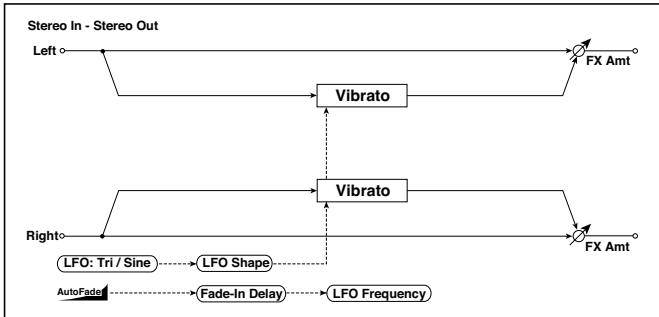 Stereo In - Stereo Out
Left
FX Amt
Vibrato
Vibrato
Right
FX Amt
LFO: Tri / Sine
LFO Shape
AutoFade
Fade-In Delay
LFO Frequency